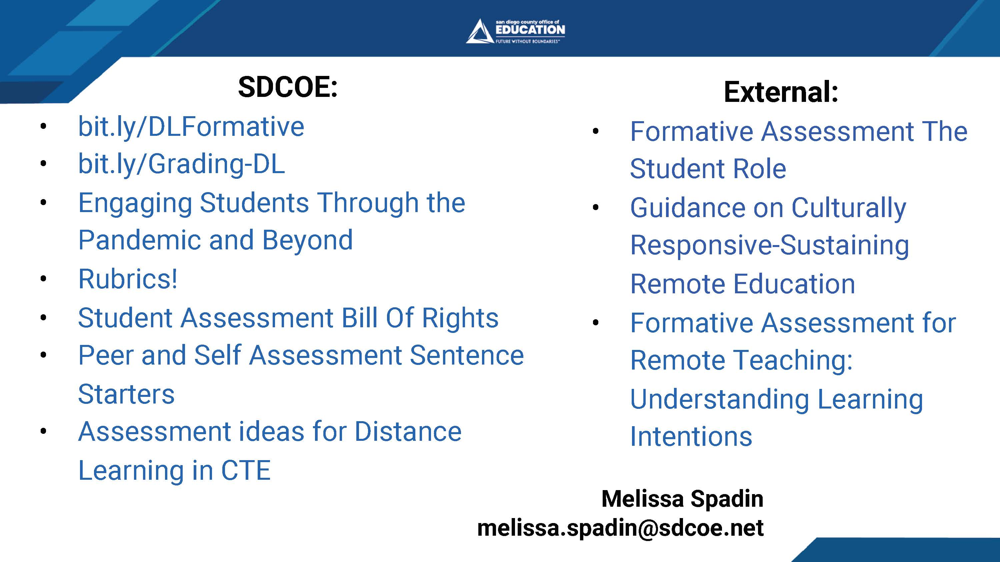 san diego county office of
EDUCATION
FUTURE WITHOUT BOUNDARIES℠
SDCOE:
• bit.ly/DLFormative
• bit.ly/Grading-DL
• Engaging Students Through the
Pandemic and Beyond
• Rubrics!
• Student Assessment Bill Of Rights
• Peer and Self Assessment Sentence
Starters
• Assessment ideas for Distance
Learning in CTE
External:
• Formative Assessment The
Student Role
• Guidance on Culturally
Responsive-Sustaining
Remote Education
• Formative Assessment for
Remote Teaching:
Understanding Learning
Intentions
Melissa Spadin
melissa.spadin@sdcoe.net